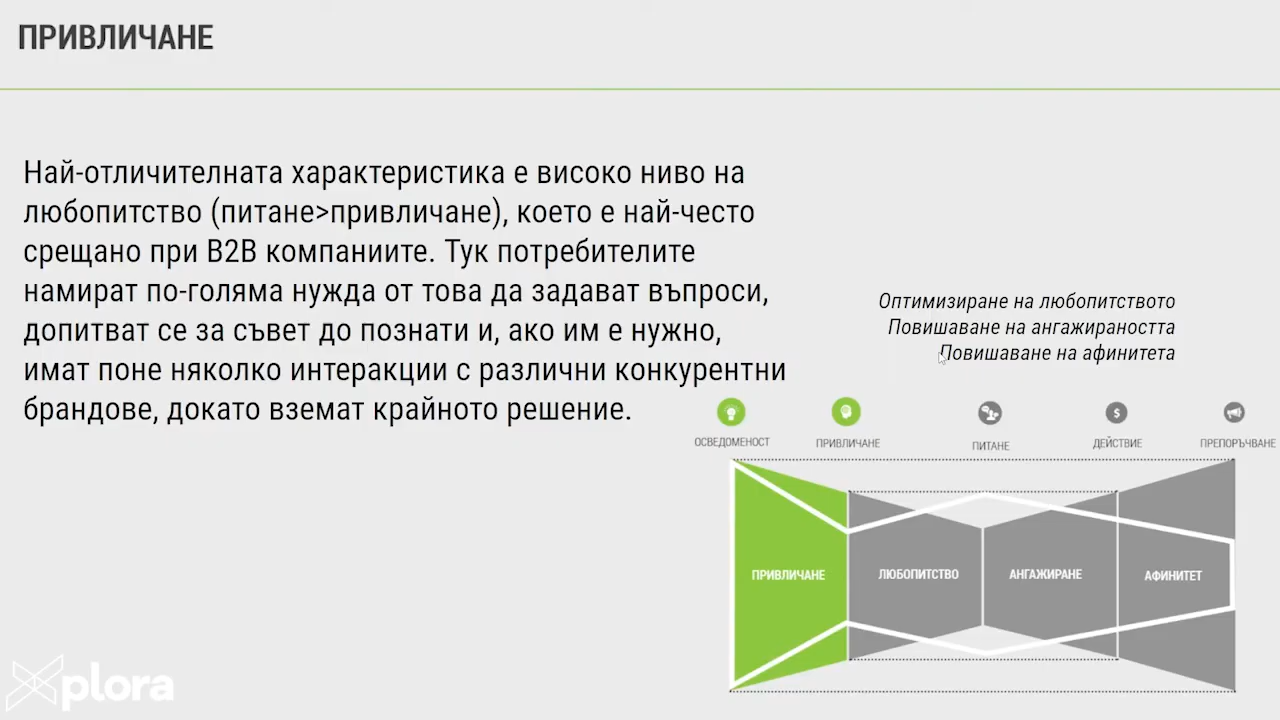 ПРИВЛИЧАНЕ
Най-отличителната характеристика е високо ниво на
любопитство (питане>привличане), което е най-често
срещано при B2B компаниите. Тук потребителите
намират по-голяма нужда от това да задават въпроси,
допитват се за съвет до познати и, ако им е нужно,
имат поне няколко интеракции с различни конкурентни
брандове, докато вземат крайното решение.
Оптимизиране на любопитството
Повишаване на ангажираността
Повишаване на афинитета
ОСВЕДОМЕНОСТ
ПРИВЛИЧАНЕ
ПИТАНЕ
ДЕЙСТВИЕ
ПРЕПОРЪЧВАНЕ
ПРИВЛИЧАНЕ
ЛЮБОПИТСТВО
АНГАЖИРАНЕ
АФИНИТЕТ
Xplora